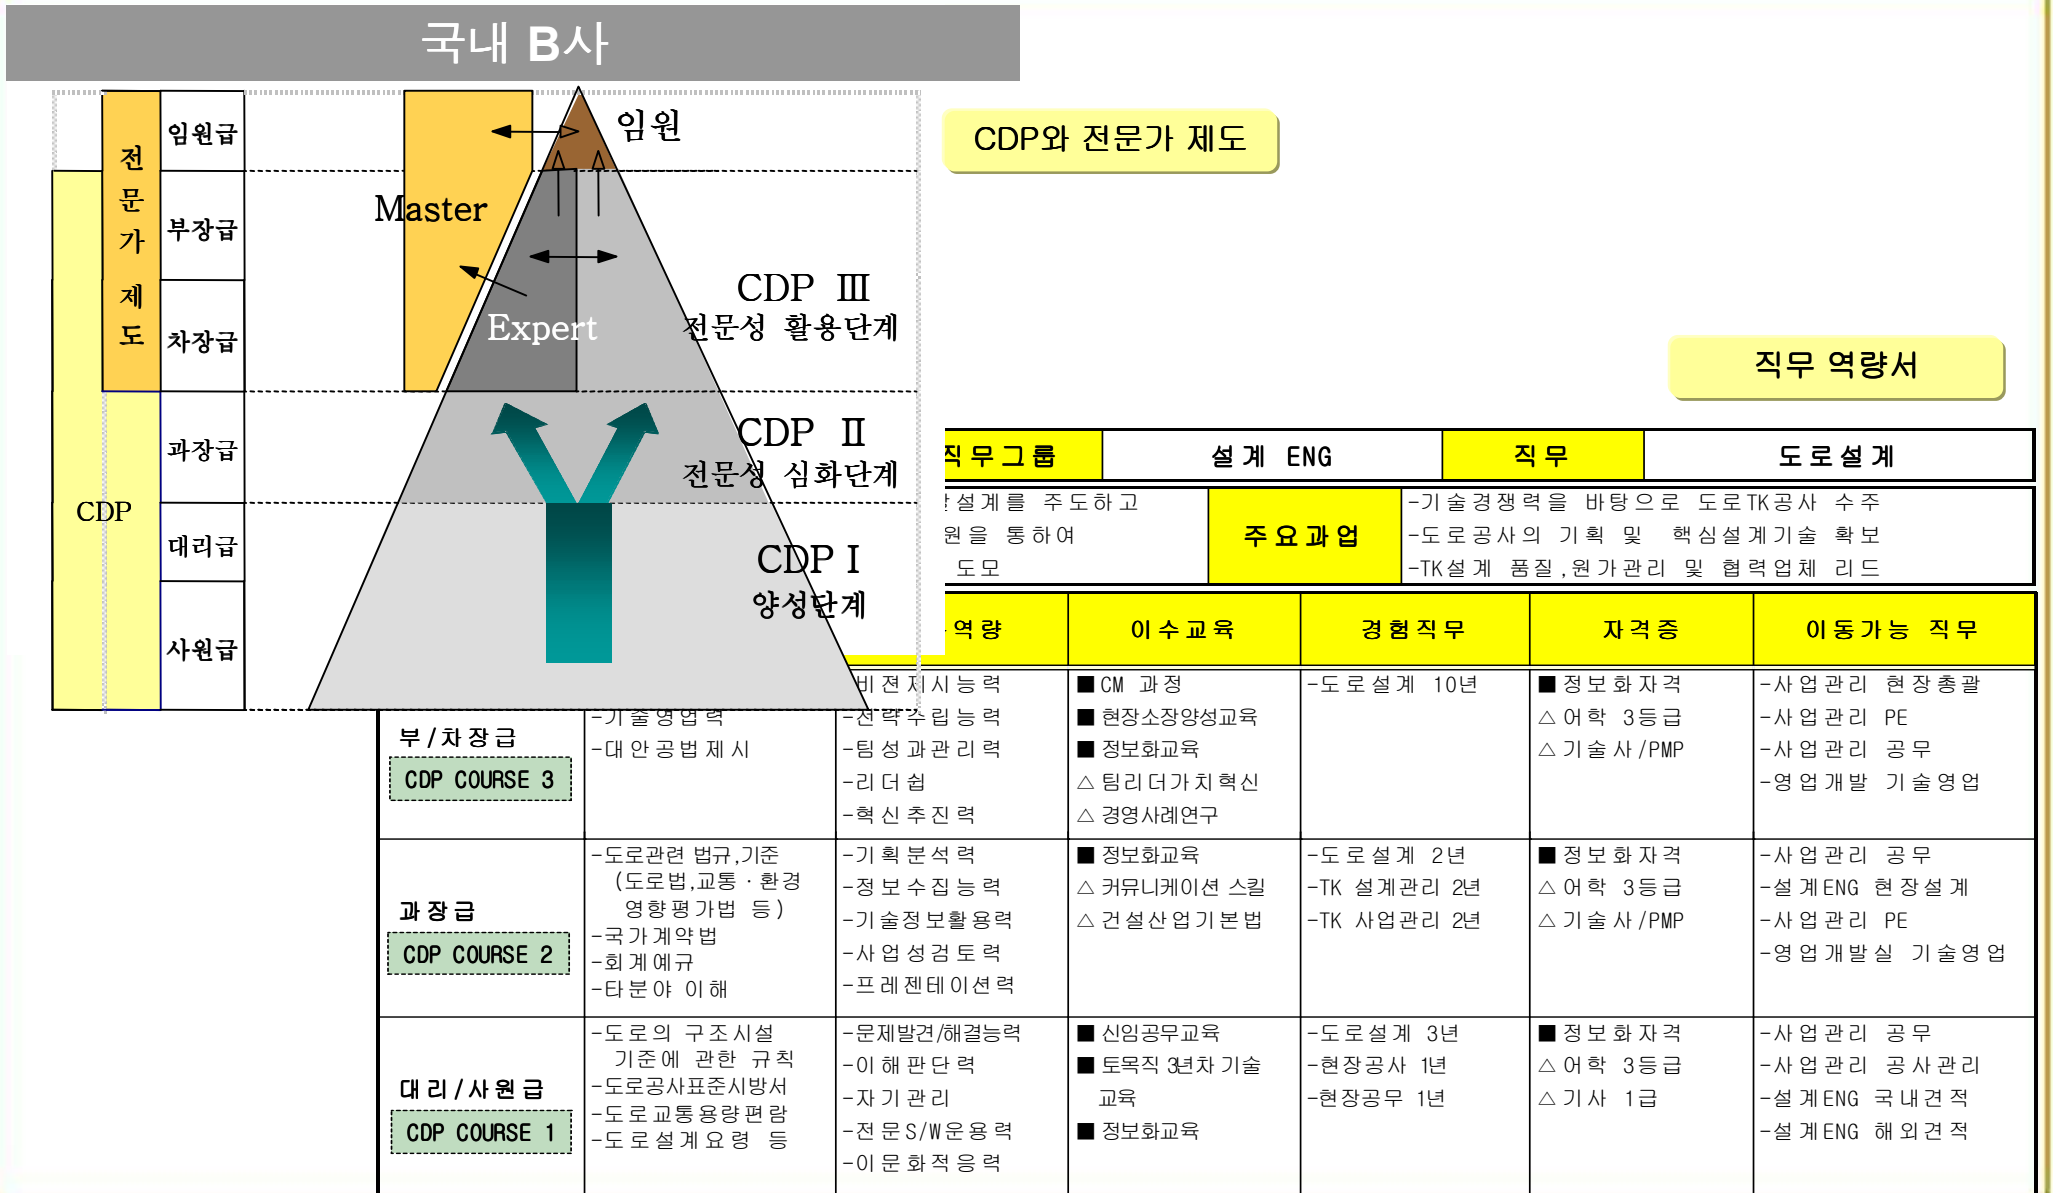 국내 B사
CDP와 전문가 제도
전문가 제도
CDP
임원급
부장급
차장급
과장급
대리급
사원급
임원
Master
Expert
CDP Ⅲ
전문성 활용단계
CDP Ⅱ
전문성 심화단계
CDP Ⅰ
양성단계
직무 역량서
직무그룹 설계 ENG 직무 도로설계
설계를 주도하고
원을 통하여
도모
주요과업
-기술경쟁력을 바탕으로 도로TK공사 수주
-도로공사의 기획 및 핵심설계기술 확보
-TK설계 품질,원가관리 및 협력업체 리드
역량 이수교육 경험직무 자격증 이동가능 직무
부/차장급
CDP COURSE 3
-기술영업력
-대안공법제시
비젼제시능력
-전략수립능력
-팀성과관리력
-리더쉽
-혁신추진력
■ CM 과정
■ 현장소장양성교육
■ 정보화교육
△ 팀리더가치혁신
△ 경영사례연구
-도로설계 10년
■ 정보화자격
△ 어학 3등급
△ 기술사/PMP
-사업관리 현장총괄
-사업관리 PE
-사업관리 공무
-영업개발 기술영업
과장급
CDP COURSE 2
-도로관련 법규,기준
(도로법,교통·환경
영향평가법 등)
-국가계약법
-회계예규
-타분야 이해
-기획분석력
-정보수집능력
-기술정보활용력
-사업성검토력
-프레젠테이션력
■ 정보화교육
△ 커뮤니케이션 스킬
△ 건설산업기본법
-도로설계 2년
-TK 설계관리 2년
-TK 사업관리 2년
■ 정보화자격
△ 어학 3등급
△ 기술사/PMP
-사업관리 공무
-설계ENG 현장설계
-사업관리 PE
-영업개발실 기술영업
대리/사원급
CDP COURSE 1
-도로의 구조시설
기준에 관한 규칙
-도로공사표준시방서
-도로교통용량편람
-도로설계요령 등
-문제발견/해결능력
-이해판단력
-자기관리
-전문S/W운용력
-이문화적응력
■ 신임공무교육
■ 토목직 3년차 기술
교육
■ 정보화교육
-도로설계 3년
-현장공사 1년
-현장공무 1년
■ 정보화자격
△ 어학 3등급
△ 기사 1급
-사업관리 공무
-사업관리 공사관리
-설계ENG 국내견적
-설계ENG 해외견적